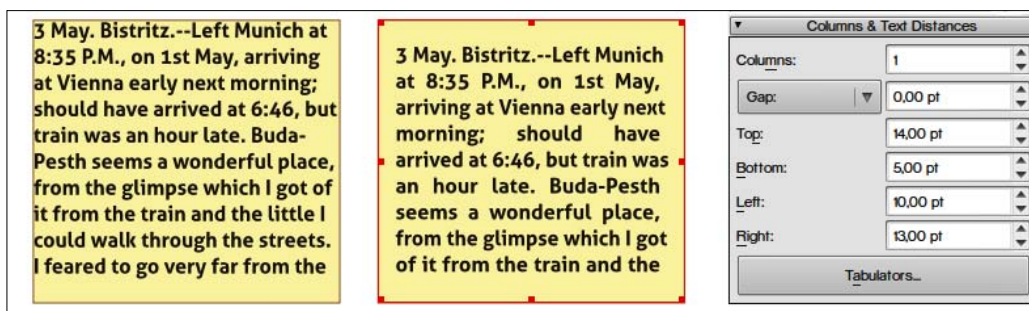 3 May. Bistritz.--Left Munich at
8:35 P.M., on 1st May, arriving
at Vienna early next morning;
should have arrived at 6:46, but
train was an hour late. Buda-
Pesth seems a wonderful place,
from the glimpse which I got of
it from the train and the little I
could walk through the streets.
I feared to go very far from the
3 May. Bistritz.--Left Munich
at 8:35 P.M., on 1st May,
arriving at Vienna early next
morning; should have
arrived at 6:46, but train was
an hour late. Buda-Pesth
seems a wonderful place,
from the glimpse which I got
of it from the train and the
Columns & Text Distances
Columns: 1
Gap: 0,00 pt
Top: 14,00 pt
Bottom: 5,00 pt
Left: 10,00 pt
Right: 13,00 pt
Tabulators...